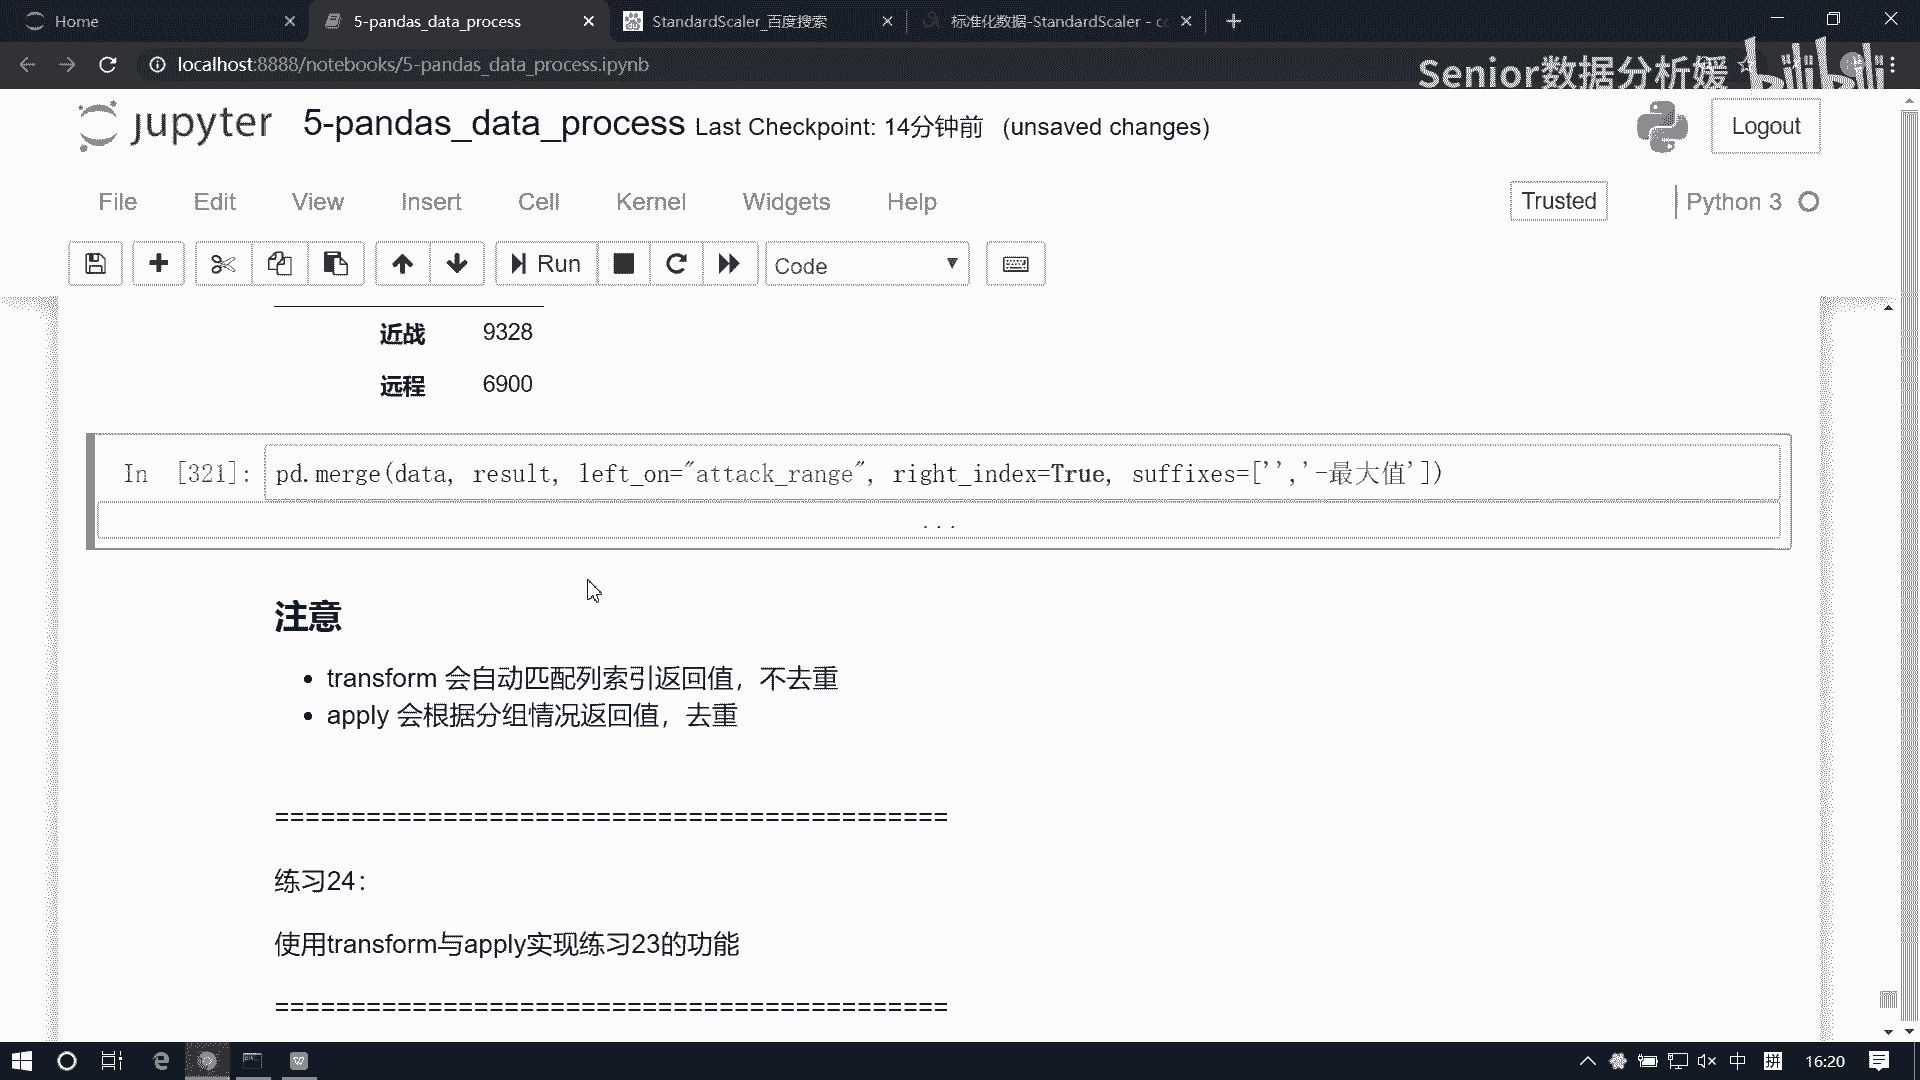 Home
5-pandas_data_process
StandardScaler_百度搜索
标准化数据-StandardScaler - cc
localhost:8888/notebooks/5-pandas_data_process.ipynb
Senior数据分析媛
bilibili
jupyter 5-pandas_data_process Last Checkpoint: 14分钟前 (unsaved changes)
Logout
File Edit View Insert Cell Kernel Widgets Help
Trusted
Python 3
Run
Code
近战 9328
远程 6900
In [321]: pd.merge(data, result, left_on="attack_range", right_index=True, suffixes=['','-最大值'])
...
注意
• transform 会自动匹配列索引返回值，不去重
• apply 会根据分组情况返回值，去重
============================================
练习24：
使用transform与apply实现练习23的功能
============================================
中 拼 16:20